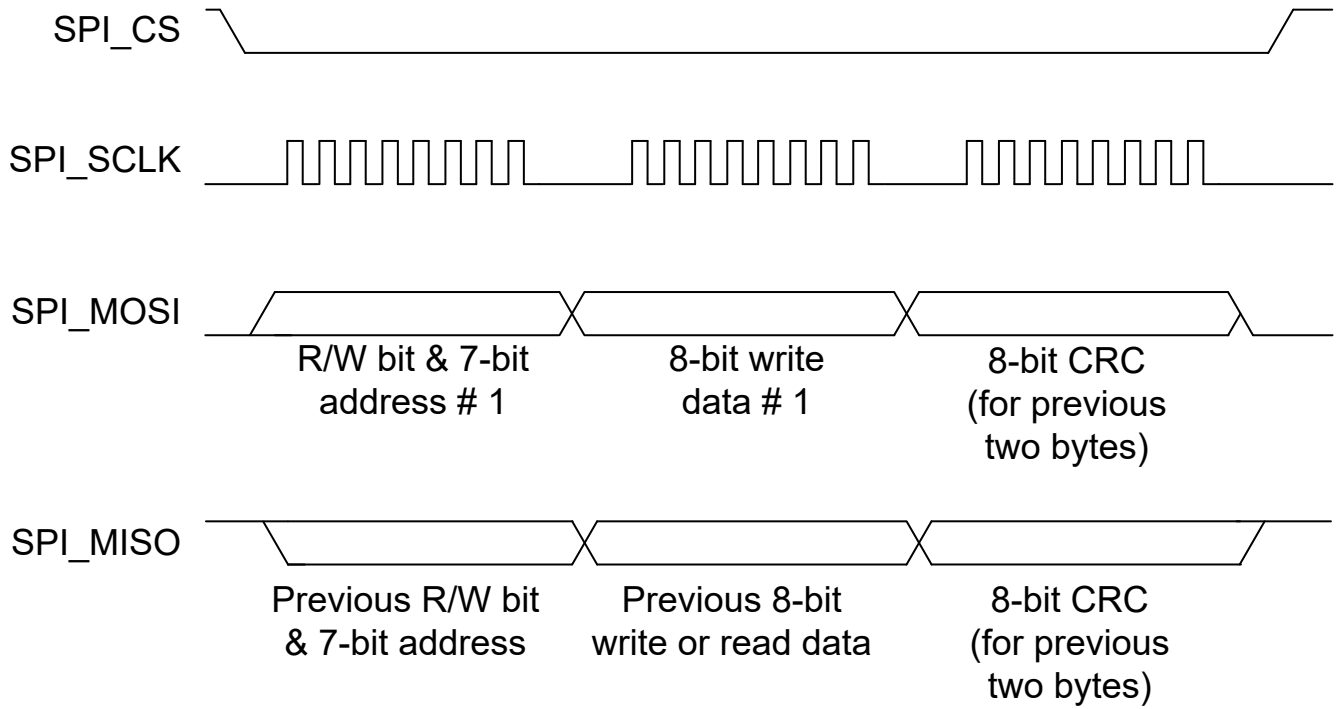 SPI_CS
SPI_SCLK
SPI_MOSI
R/W bit & 7-bit
address # 1
8-bit write
data # 1
8-bit CRC
(for previous
two bytes)
SPI_MISO
Previous R/W bit
& 7-bit address
Previous 8-bit
write or read data
8-bit CRC
(for previous
two bytes)